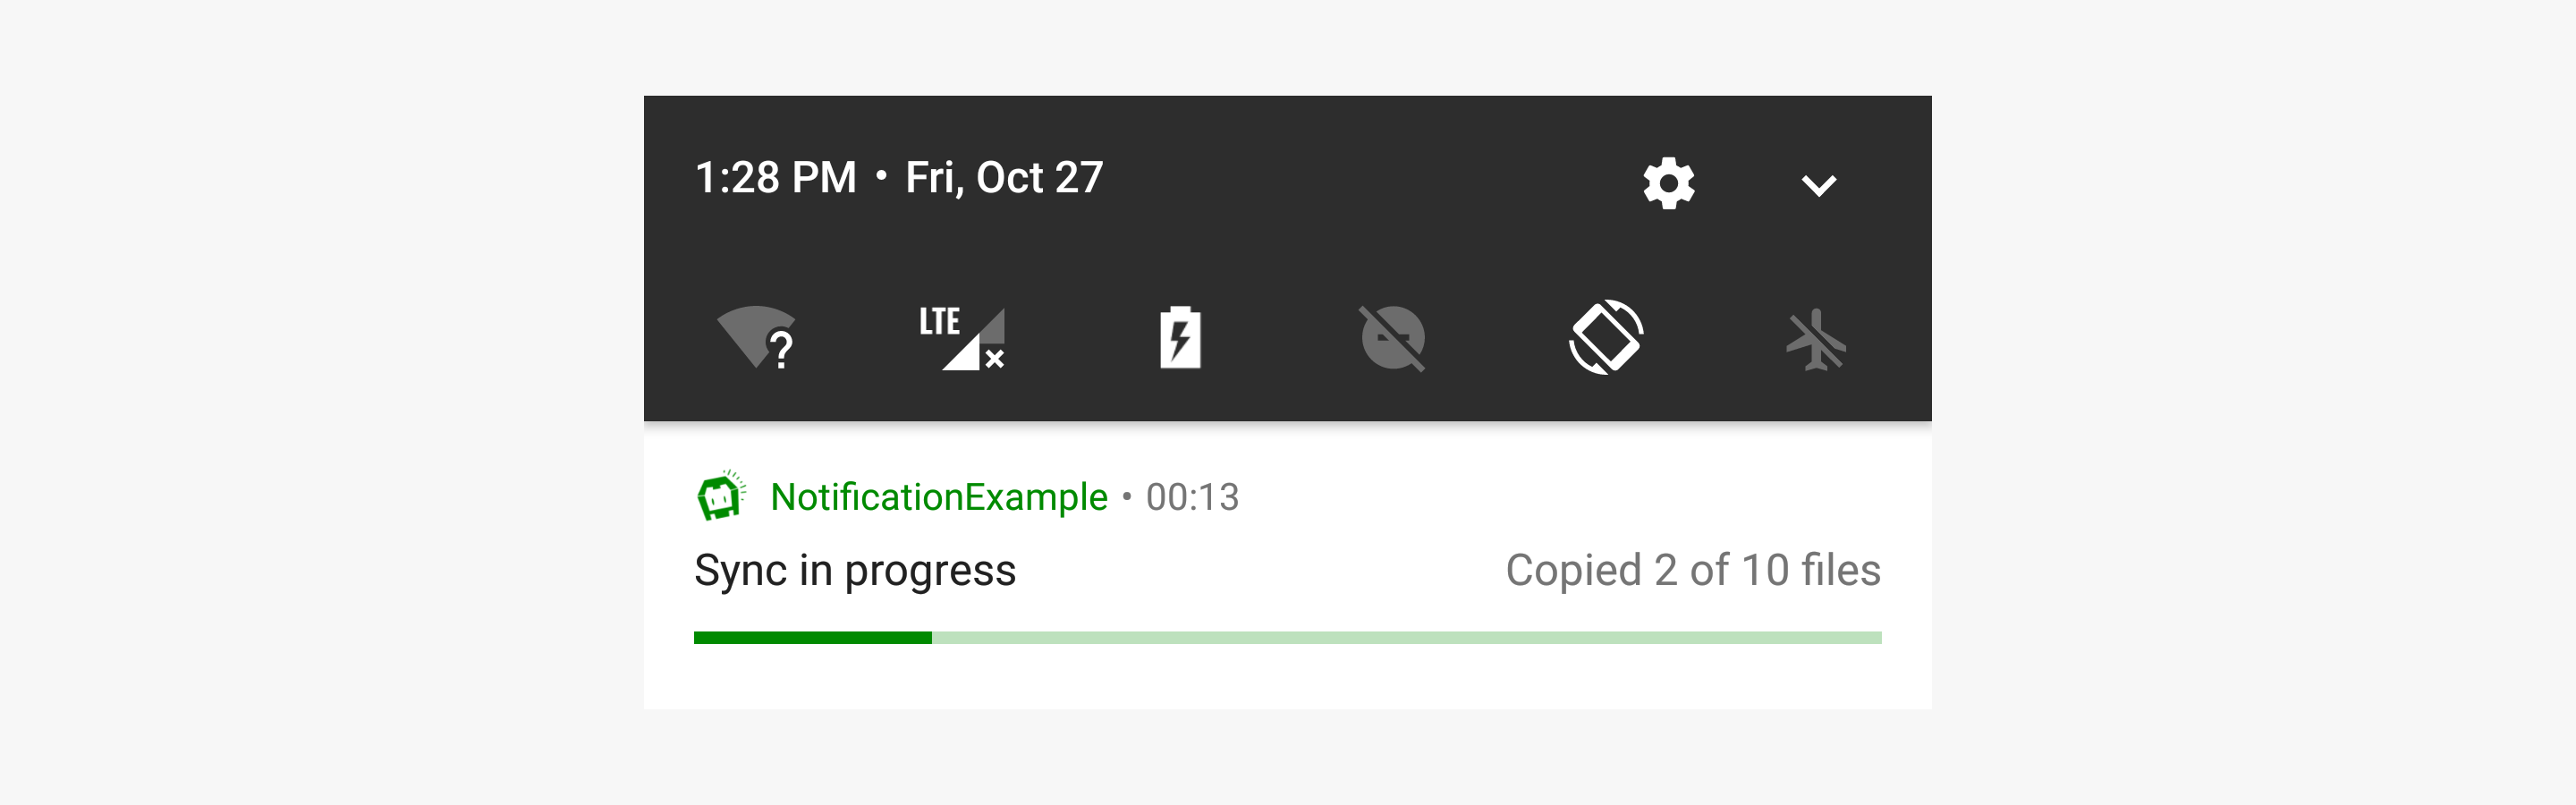 1:28 PM • Fri, Oct 27
LTE
NotificationExample • 00:13
Sync in progress
Copied 2 of 10 files